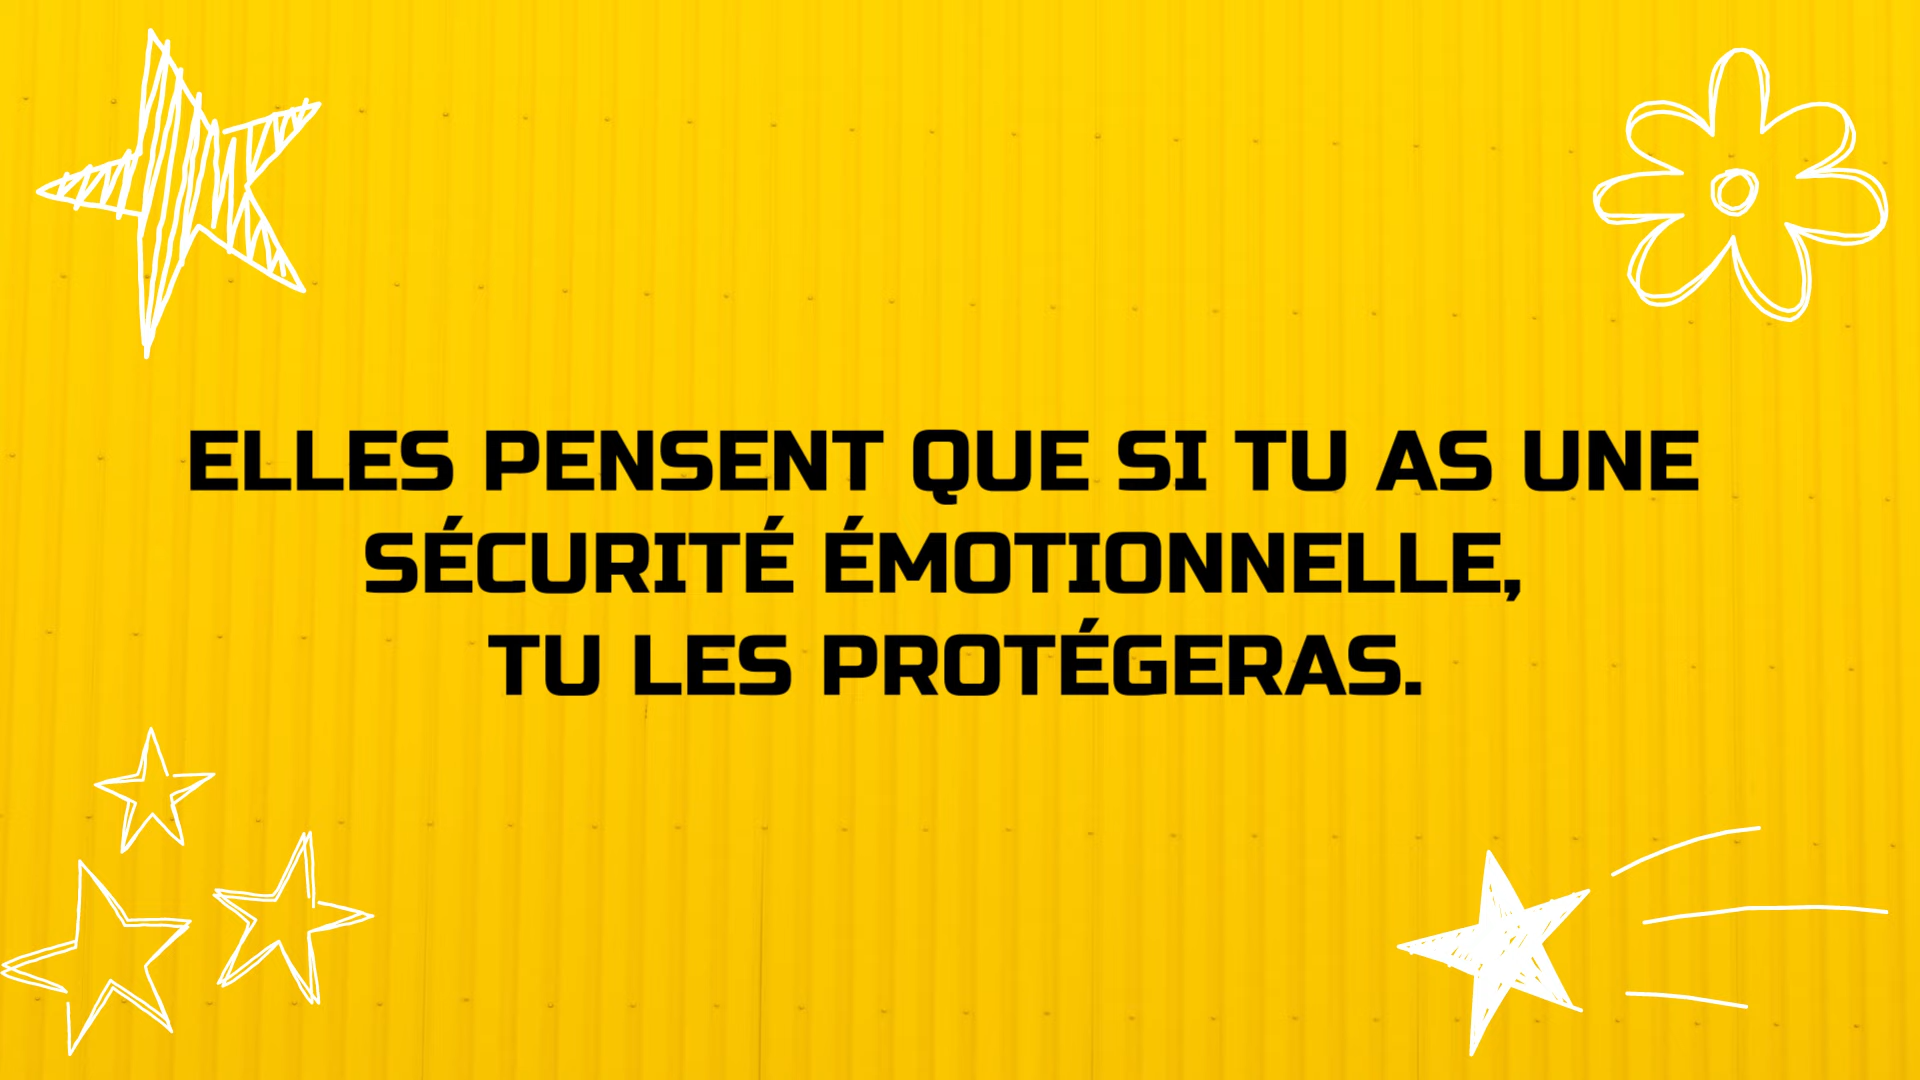 ELLES PENSENT QUE SI TU AS UNE
SÉCURITÉ ÉMOTIONNELLE,
TU LES PROTÉGERAS.